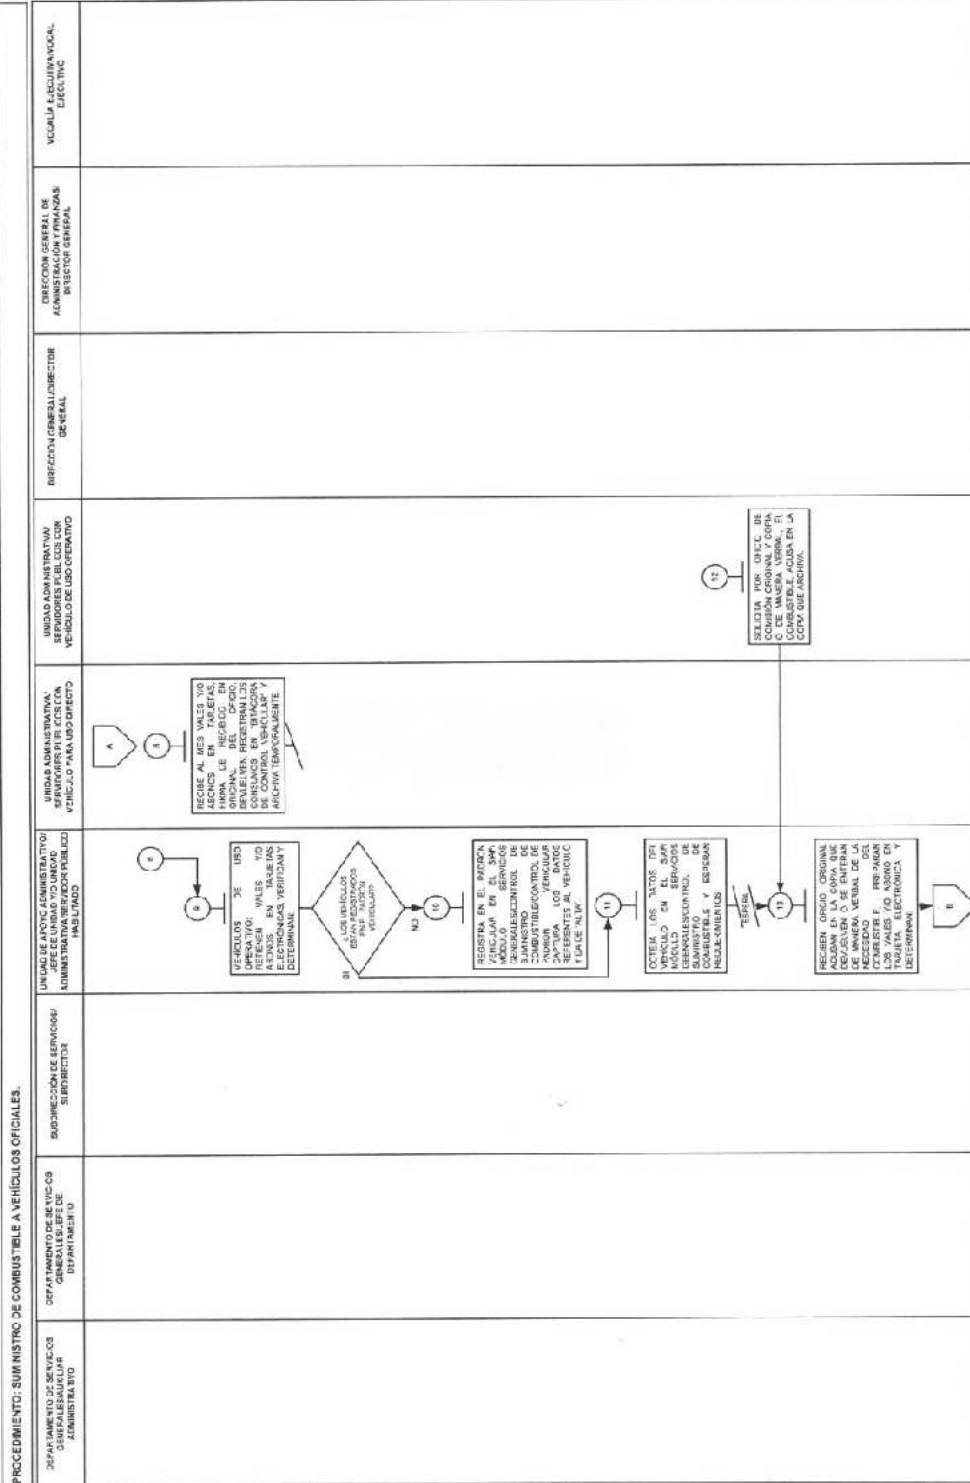 PROCEDIMIENTO: SUMINISTRO DE COMBUSTIBLE A VEHÍCULOS OFICIALES.
DEPARTAMENTO DE SERVICIOS
GENERALES/AUXILIAR
ADMINISTRATIVO
DEPARTAMENTO DE SERVICIOS
GENERALES/JEFE DE
DEPARTAMENTO
SUBDIRECCIÓN DE SERVICIOS/
SUBDIRECTOR
UNIDAD DE APOYO ADMINISTRATIVO/
JEFE DE UNIDAD Y/O UNIDAD
ADMINISTRATIVA/SERVIDOR PÚBLICO
HABILITADO
UNIDAD ADMINISTRATIVA/
SERVIDORES PÚBLICOS CON
VEHÍCULO PARA USO DIRECTO
UNIDAD ADMINISTRATIVA/
SERVIDORES PÚBLICOS CON
VEHÍCULO DE USO OPERATIVO
DIRECCIÓN GENERAL/DIRECTOR
GENERAL
DIRECCIÓN GENERAL DE
ADMINISTRACIÓN Y FINANZAS/
DIRECTOR GENERAL
VOCALÍA EJECUTIVA/VOCAL
EJECUTIVO
A
RECIBE AL MES VALES Y/O
ABONOS EN TARJETAS,
FIRMA DE RECIBIDO EN
ORIGINAL DEL OFICIO,
DEVUELVEN, REGISTRAN LOS
CONSUMOS EN "BITÁCORA
DE CONTROL VEHICULAR" Y
ARCHIVA TEMPORALMENTE.
9
VEHÍCULOS DE USO
OPERATIVO:
RETIENEN VALES Y/O
ABONOS EN TARJETAS
ELECTRÓNICAS, VERIFICAN Y
DETERMINAN:
¿LOS VEHÍCULOS
ESTÁN REGISTRADOS
EN EL PADRÓN
VEHICULAR?
NO
SI
10
REGISTRA EN EL PADRÓN
VEHICULAR EN EL
MÓDULO SERVICIOS
GENERALES/CONTROL DE
SUMINISTRO DE
COMBUSTIBLE/CONTROL DE
PADRÓN VEHICULAR
CAPTURA LOS DATOS
REFERENTES AL VEHÍCULO
Y DA DE "ALTA"
11
COTEJA LOS DATOS DEL
VEHÍCULO EN EL
MÓDULO SERVICIOS
GENERALES/CONTROL DE
SUMINISTRO DE
COMBUSTIBLE Y ESPERAN
REQUERIMIENTOS
ESPERA
12
SOLICITA POR OFICIO DE
COMISIÓN ORIGINAL Y COPIA
O DE MANERA VERBAL, EL
COMBUSTIBLE, ACUSA EN LA
COPIA QUE ARCHIVA.
13
RECIBEN OFICIO ORIGINAL
ACUSAN EN LA COPIA QUE
DEVUELVEN O SE ENTERAN
DE MANERA VERBAL DE LA
NECESIDAD DEL
COMBUSTIBLE, PREPARAN
LOS VALES Y/O ABONO EN
TARJETA ELECTRÓNICA Y
DETERMINAN:
B